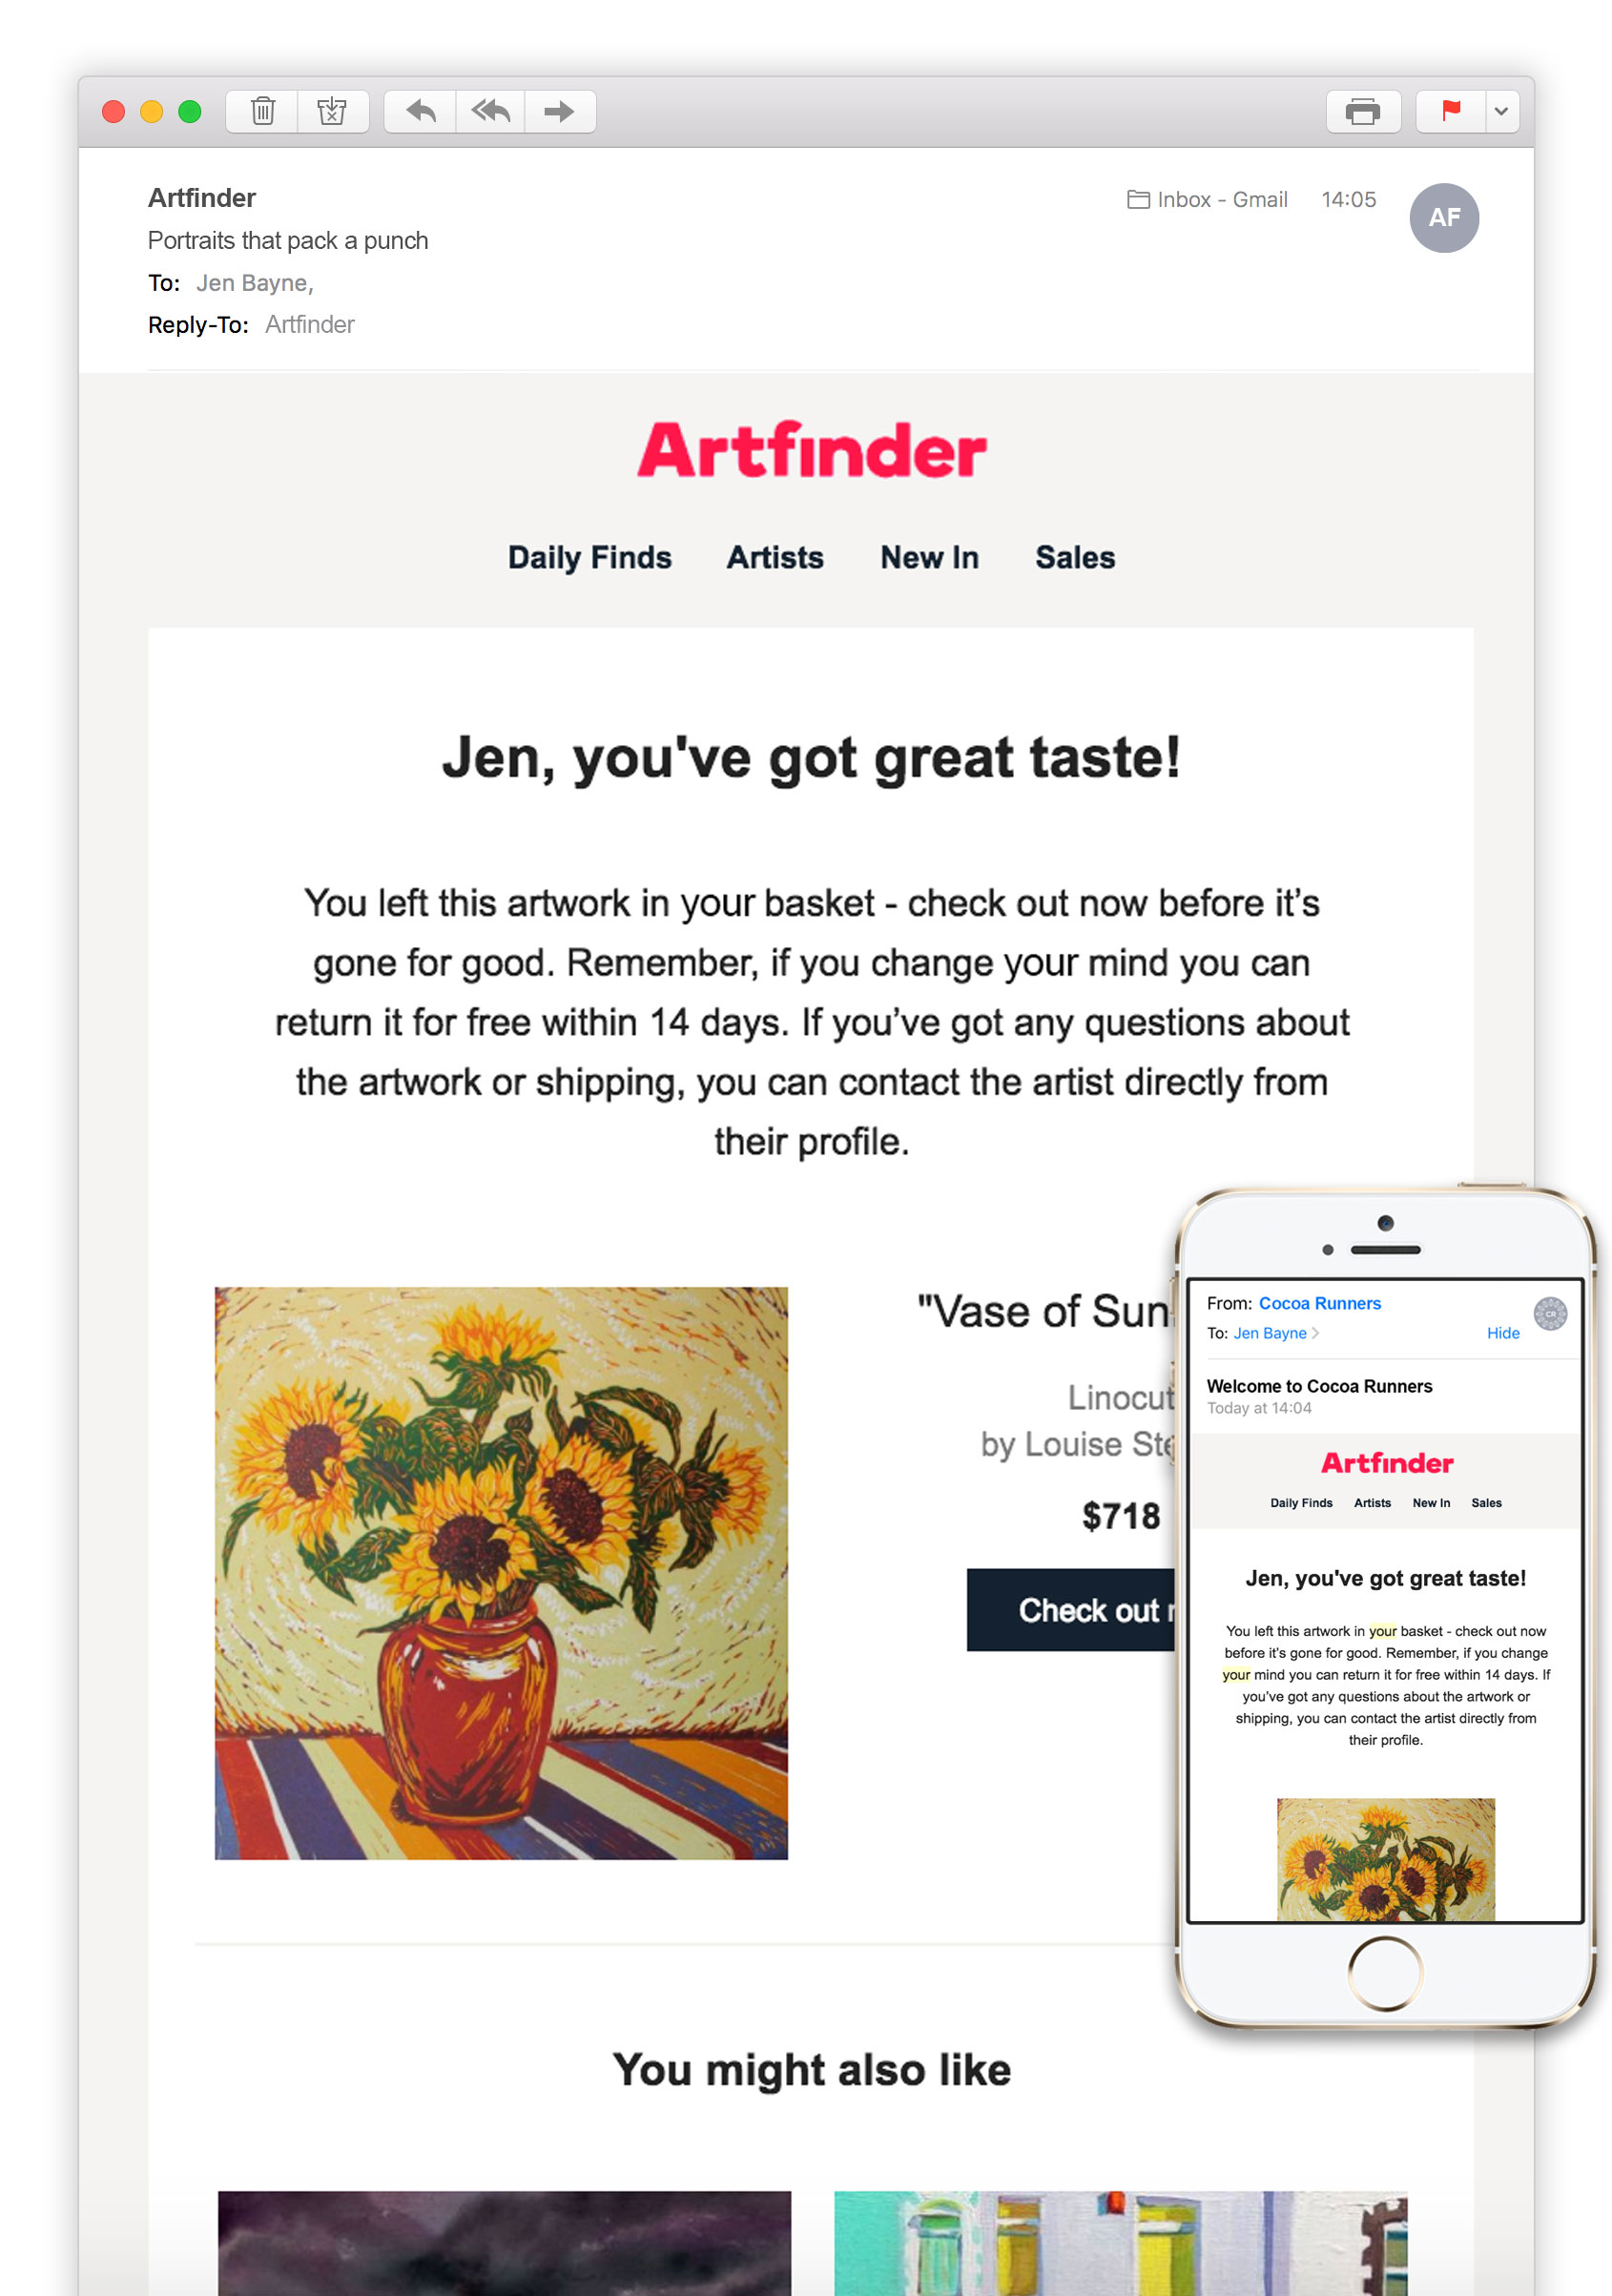 Artfinder
Inbox - Gmail 14:05 AF
Portraits that pack a punch
To: Jen Bayne,
Reply-To: Artfinder
Artfinder
Daily Finds Artists New In Sales
Jen, you've got great taste!
You left this artwork in your basket - check out now before it’s
gone for good. Remember, if you change your mind you can
return it for free within 14 days. If you’ve got any questions about
the artwork or shipping, you can contact the artist directly from
their profile.
"Vase of Sun
Linocut
by Louise
$718
Check out
You might also like
From: Cocoa Runners
CR
To: Jen Bayne
Hide
Welcome to Cocoa Runners
Today at 14:04
Artfinder
Daily Finds Artists New In Sales
Jen, you've got great taste!
You left this artwork in your basket - check out now
before it’s gone for good. Remember, if you change
your mind you can return it for free within 14 days. If
you’ve got any questions about the artwork or
shipping, you can contact the artist directly from
their profile.